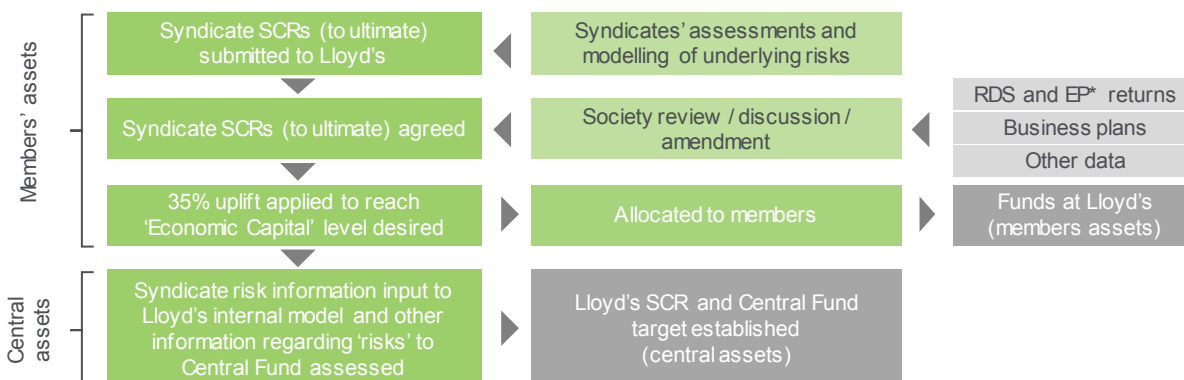 Members' assets
Syndicate SCRs (to ultimate)
submitted to Lloyd's
Syndicates' assessments and
modelling of underlying risks
Syndicate SCRs (to ultimate) agreed
Society review / discussion /
amendment
RDS and EP* returns
Business plans
Other data
35% uplift applied to reach
'Economic Capital' level desired
Allocated to members
Funds at Lloyd's
(members assets)
Central
assets
Syndicate risk information input to
Lloyd's internal model and other
information regarding 'risks' to
Central Fund assessed
Lloyd's SCR and Central Fund
target established
(central assets)